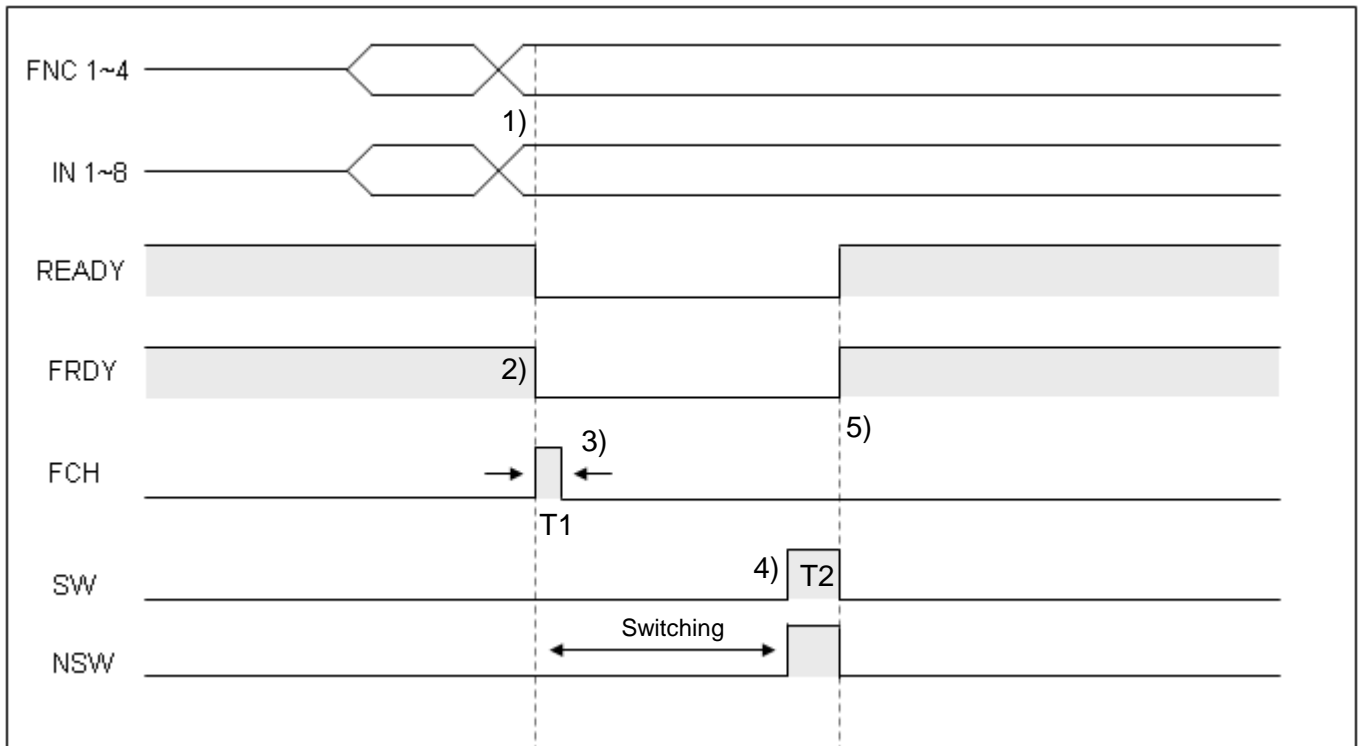 FNC 1~4
1)
IN 1~8
READY
FRDY
2)
5)
3)
FCH
T1
4)
T2
SW
Switching
NSW